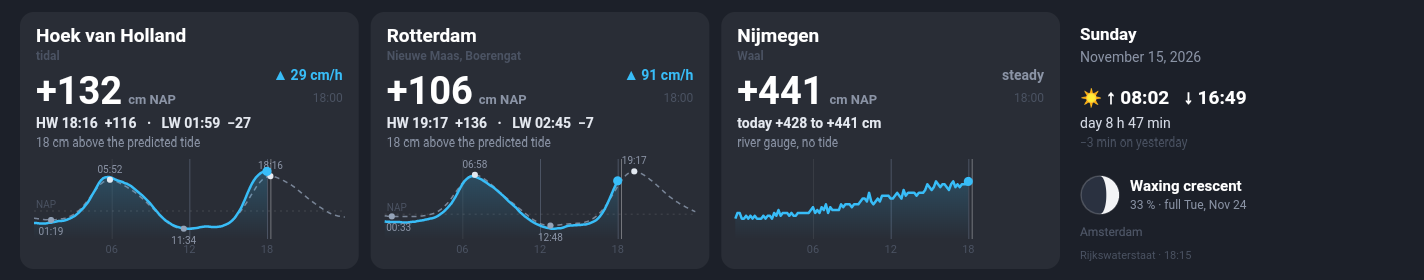 Hoek van Holland
tidal
▲ 29 cm/h
+132 cm NAP
18:00
HW 18:16 +116 · LW 01:59 −27
18 cm above the predicted tide
05:52
18:16
NAP
01:19
11:34
06 12 18
Rotterdam
Nieuwe Maas, Boerengat
▲ 91 cm/h
+106 cm NAP
18:00
HW 19:17 +136 · LW 02:45 −7
18 cm above the predicted tide
06:58
19:17
NAP
00:33
12:48
06 12 18
Nijmegen
Waal
steady
+441 cm NAP
18:00
today +428 to +441 cm
river gauge, no tide
06 12 18
Sunday
November 15, 2026
↑ 08:02 ↓ 16:49
day 8 h 47 min
−3 min on yesterday
Waxing crescent
33 % · full Tue, Nov 24
Amsterdam
Rijkswaterstaat · 18:15